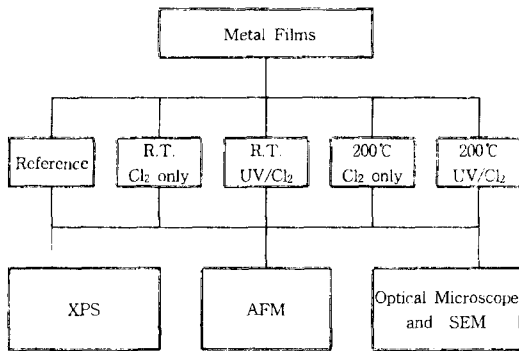 Metal Films
Reference
R.T.
Cl₂ only
R.T.
UV/Cl₂
200℃
Cl₂ only
200℃
UV/Cl₂
XPS
AFM
Optical Microscope
and SEM